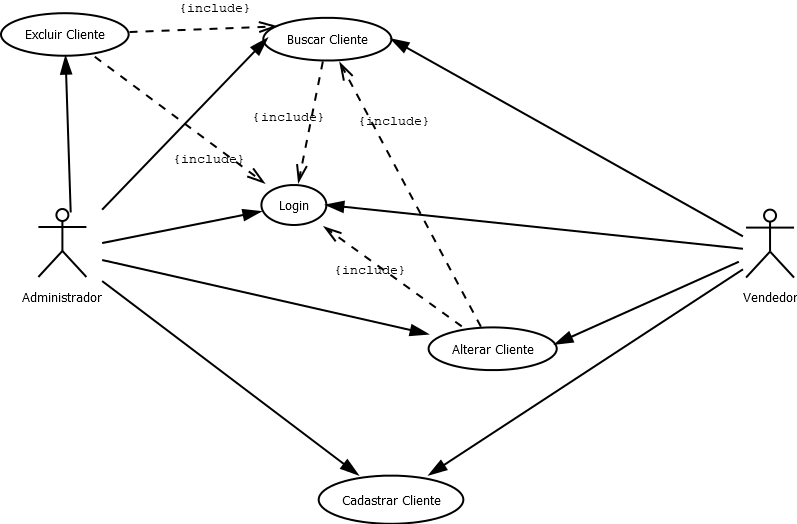 {include}
Excluir Cliente
Buscar Cliente
{include}
{include}
{include}
Login
{include}
Administrador
Vendedor
Alterar Cliente
Cadastrar Cliente